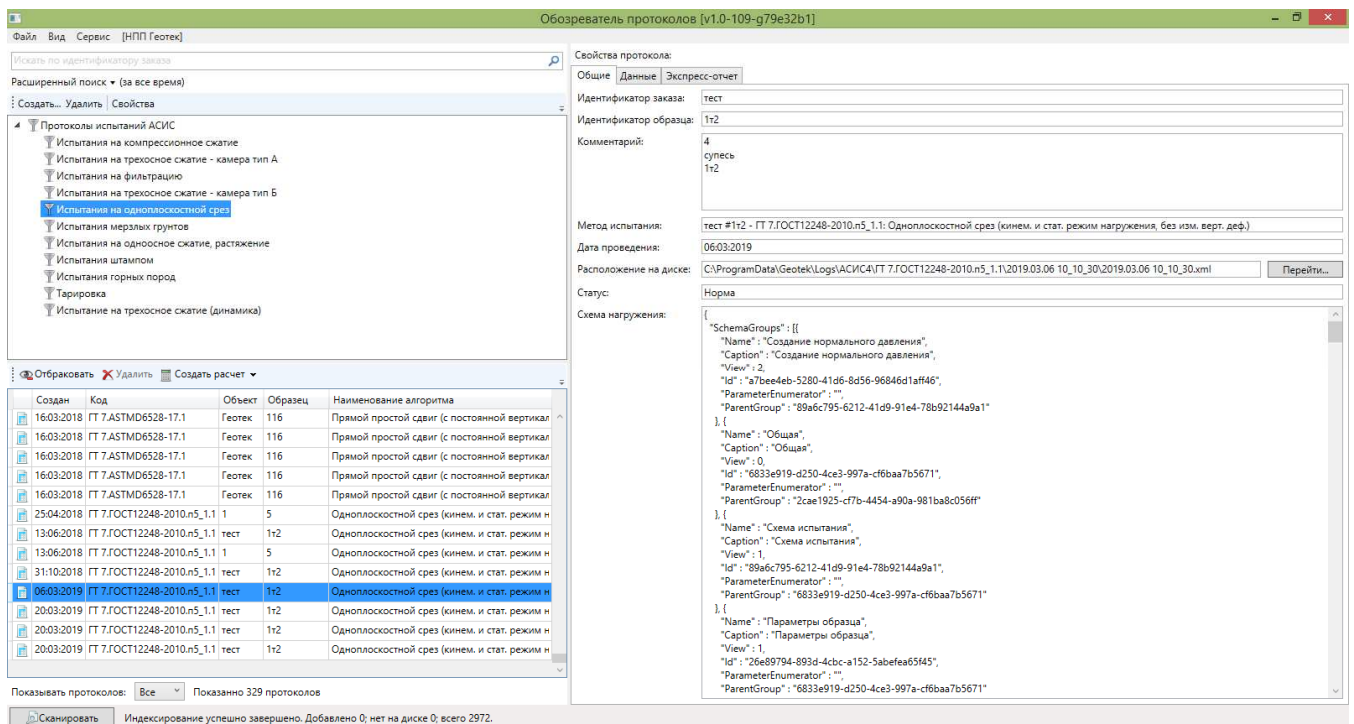 Обозреватель протоколов [v1.0-109-g79e32b1]
Файл Вид Сервис [НПП Геотек]
Искать по идентификатору заказа
Расширенный поиск (за все время)
Создать... Удалить Свойства
Протоколы испытаний АСИС
Испытания на компрессионное сжатие
Испытания на трехосное сжатие - камера тип А
Испытания на фильтрацию
Испытания на трехосное сжатие - камера тип Б
Испытания на одноплоскостной срез
Испытания мерзлых грунтов
Испытания на одноосное сжатие, растяжение
Испытания штампом
Испытания горных пород
Тарировка
Испытание на трехосное сжатие (динамика)
Отбраковать Удалить Создать расчет
Создан Код Объект Образец Наименование алгоритма
16:03:2018 ГТ 7.ASTMD6528-17.1 Геотек 116 Прямой простой сдвиг (с постоянной вертикал
16:03:2018 ГТ 7.ASTMD6528-17.1 Геотек 116 Прямой простой сдвиг (с постоянной вертикал
16:03:2018 ГТ 7.ASTMD6528-17.1 Геотек 116 Прямой простой сдвиг (с постоянной вертикал
16:03:2018 ГТ 7.ASTMD6528-17.1 Геотек 116 Прямой простой сдвиг (с постоянной вертикал
16:03:2018 ГТ 7.ASTMD6528-17.1 Геотек 116 Прямой простой сдвиг (с постоянной вертикал
25:04:2018 ГТ 7.ГОСТ12248-2010.п5_1.1 1 5 Одноплоскостной срез (кинем. и стат. режим н
13:06:2018 ГТ 7.ГОСТ12248-2010.п5_1.1 тест 1т2 Одноплоскостной срез (кинем. и стат. режим н
13:06:2018 ГТ 7.ГОСТ12248-2010.п5_1.1 1 5 Одноплоскостной срез (кинем. и стат. режим н
31:10:2018 ГТ 7.ГОСТ12248-2010.п5_1.1 тест 1т2 Одноплоскостной срез (кинем. и стат. режим н
06:03:2019 ГТ 7.ГОСТ12248-2010.п5_1.1 тест 1т2 Одноплоскостной срез (кинем. и стат. режим н
20:03:2019 ГТ 7.ГОСТ12248-2010.п5_1.1 тест 1т2 Одноплоскостной срез (кинем. и стат. режим н
20:03:2019 ГТ 7.ГОСТ12248-2010.п5_1.1 тест 1т2 Одноплоскостной срез (кинем. и стат. режим н
20:03:2019 ГТ 7.ГОСТ12248-2010.п5_1.1 тест 1т2 Одноплоскостной срез (кинем. и стат. режим н
Показывать протоколов: Все Показанно 329 протоколов
Сканировать Индексирование успешно завершено. Добавлено 0; нет на диске 0; всего 2972.
Свойства протокола:
Общие Данные Экспресс-отчет
Идентификатор заказа: тест
Идентификатор образца: 1т2
Комментарий: 4
супесь
1т2
Метод испытания: тест #1т2 - ГТ 7.ГОСТ12248-2010.п5_1.1: Одноплоскостной срез (кинем. и стат. режим нагружения, без изм. верт. деф.)
Дата проведения: 06:03:2019
Расположение на диске: C:\ProgramData\Geotek\Logs\АСИС4\ГТ 7.ГОСТ12248-2010.п5_1.1\2019.03.06 10_10_30\2019.03.06 10_10_30.xml Перейти...
Статус: Норма
Схема нагружения: {
"SchemaGroups" : [{
"Name" : "Создание нормального давления",
"Caption" : "Создание нормального давления",
"View" : 2,
"Id" : "a7bee4eb-5280-41d6-8d56-96846d1aff46",
"ParameterEnumerator" : "",
"ParentGroup" : "89a6c795-6212-41d9-91e4-78b92144a9a1"
}, {
"Name" : "Общая",
"Caption" : "Общая",
"View" : 0,
"Id" : "6833e919-d250-4ce3-997a-cf6baa7b5671",
"ParameterEnumerator" : "",
"ParentGroup" : "2cae1925-cf7b-4454-a90a-981ba8c056ff"
}, {
"Name" : "Схема испытания",
"Caption" : "Схема испытания",
"View" : 1,
"Id" : "89a6c795-6212-41d9-91e4-78b92144a9a1",
"ParameterEnumerator" : "",
"ParentGroup" : "6833e919-d250-4ce3-997a-cf6baa7b5671"
}, {
"Name" : "Параметры образца",
"Caption" : "Параметры образца",
"View" : 1,
"Id" : "26e89794-893d-4cbc-a152-5abefea65f45",
"ParameterEnumerator" : "",
"ParentGroup" : "6833e919-d250-4ce3-997a-cf6baa7b5671"